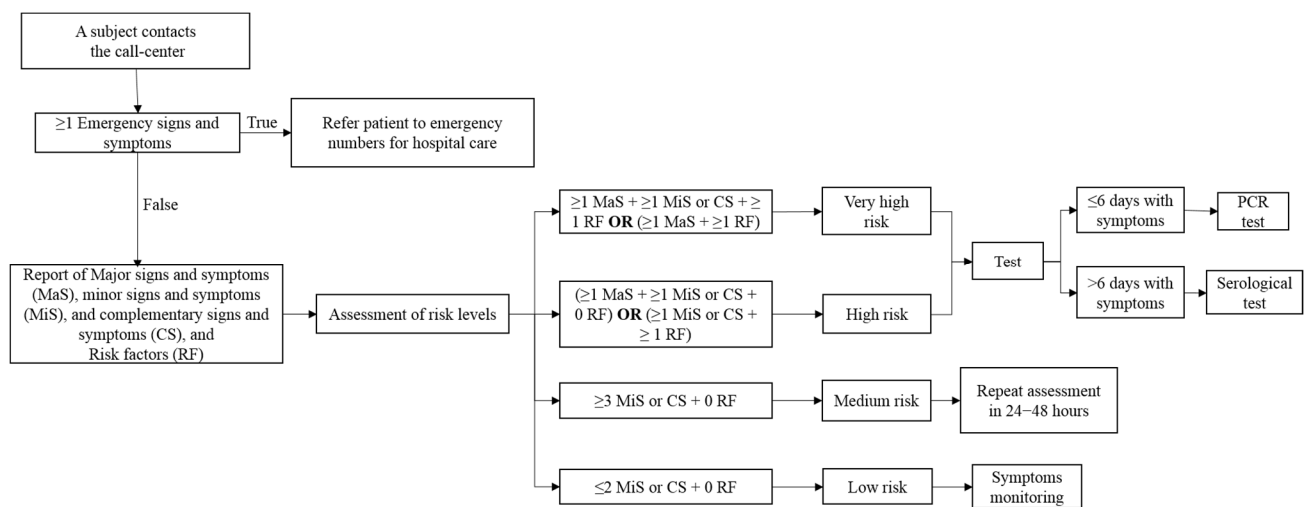 A subject contacts
the call-center
≥1 Emergency signs and
symptoms
True
Refer patient to emergency
numbers for hospital care
False
Report of Major signs and symptoms
(MaS), minor signs and symptoms
(MiS), and complementary signs and
symptoms (CS), and
Risk factors (RF)
Assessment of risk levels
≥1 MaS + ≥1 MiS or CS + ≥
1 RF OR (≥1 MaS + ≥1 RF)
Very high
risk
(≥1 MaS + ≥1 MiS or CS +
0 RF) OR (≥1 MiS or CS +
≥ 1 RF)
High risk
Test
≤6 days with
symptoms
PCR
test
>6 days with
symptoms
Serological
test
≥3 MiS or CS + 0 RF
Medium risk
Repeat assessment
in 24−48 hours
≤2 MiS or CS + 0 RF
Low risk
Symptoms
monitoring